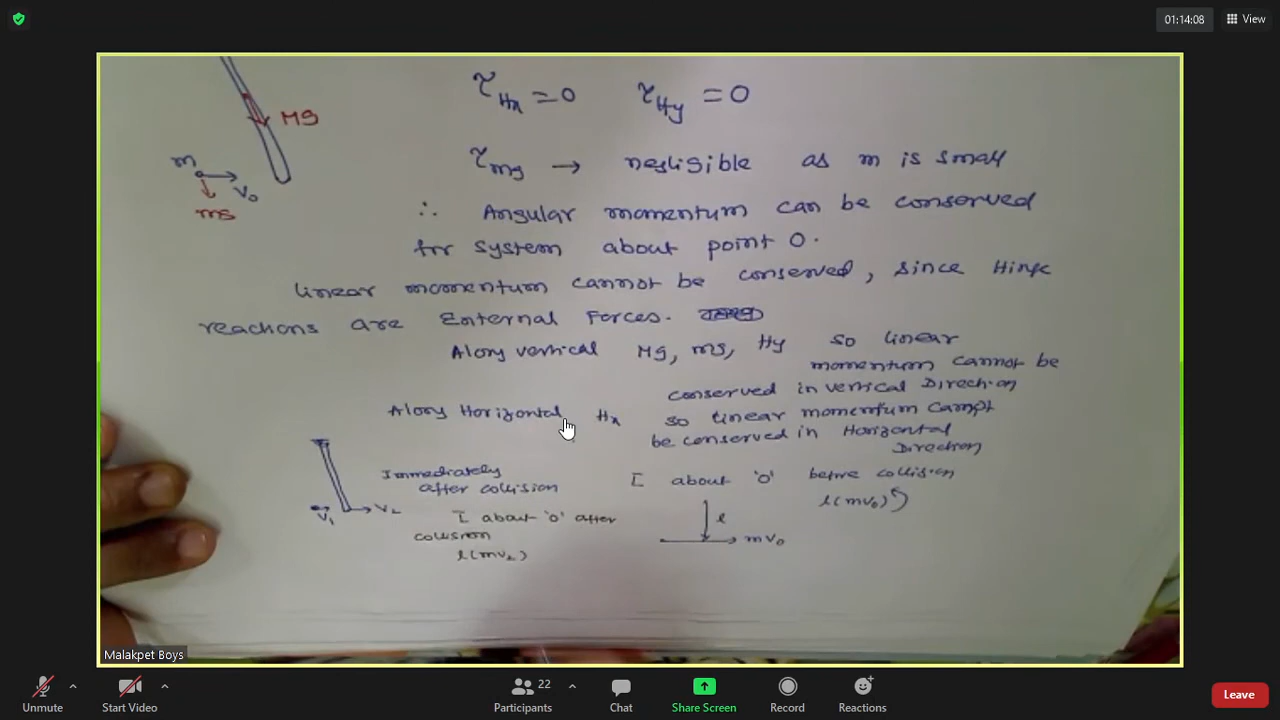 01:14:08
View
τHx = 0 τHy = 0
Mg
m
V₀
mg
τmg → negligible as m is small
∴ Angular momentum can be conserved
for system about point O.
Linear momentum cannot be conserved, since Hinge
reactions are External Forces.
Along vertical Mg, mg, Hy so linear
momentum cannot be
conserved in vertical Direction
Along Horizontal Hx so linear momentum cannot
be conserved in Horizontal
Direction
Immediately
after collision
V₁ V₂
L about 'o' after
collision
l(mv₂)
L about 'o' before collision
l(mv₀)
l
mv₀
Malakpet Boys
Unmute
Start Video
22
Participants
Chat
Share Screen
Record
Reactions
Leave